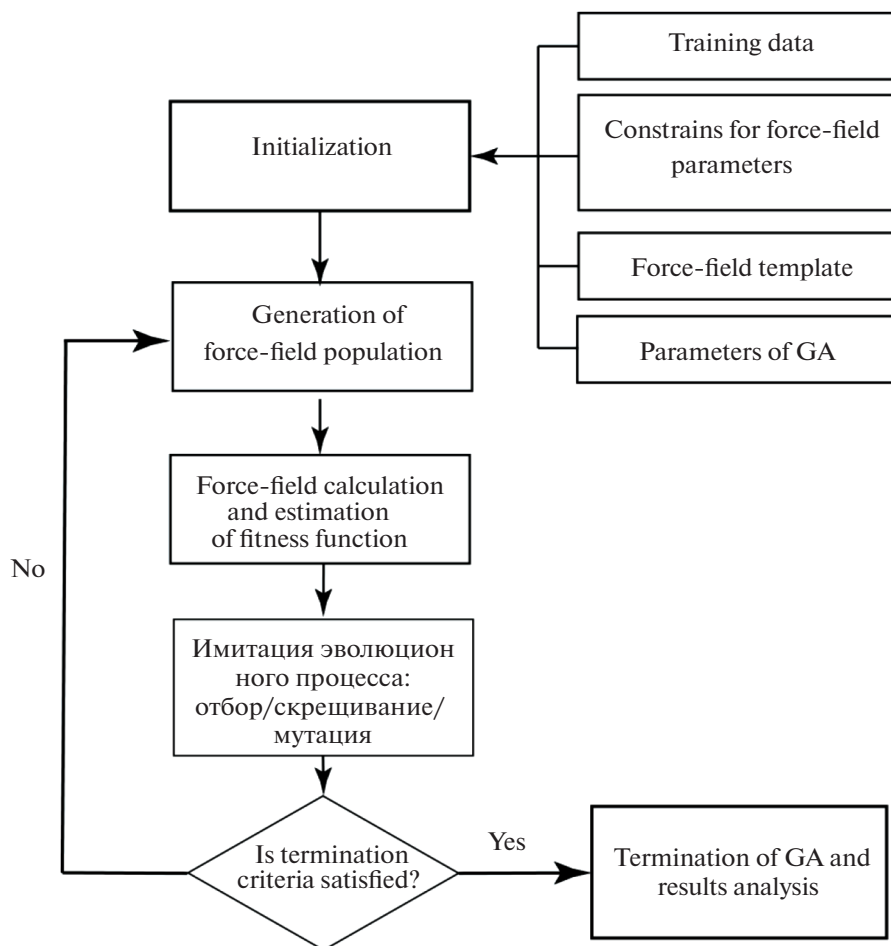 Training data
Initialization
Constrains for force-field
parameters
Force-field template
Parameters of GA
Generation of
force-field population
Force-field calculation
and estimation
of fitness function
No
Имитация эволюцион
ного процесса:
отбор/скрещивание/
мутация
Is termination
criteria satisfied?
Yes
Termination of GA and
results analysis